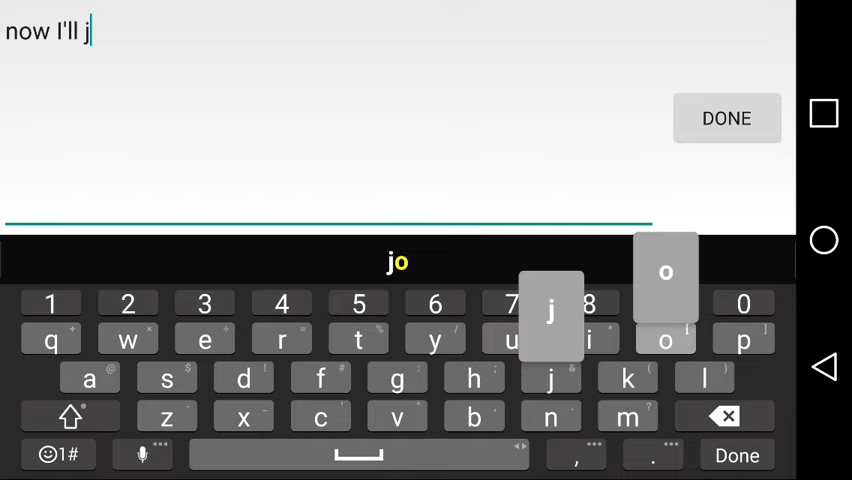 now I'll j
DONE
jo
j
o
1 2 3 4 5 6 7 8 0
q + w × e ÷ r = t % y / u i o [ p ]
a @ s $ d ! f # g : h ; j & k ( l )
z - x _ c " v b n m ?
1# , . Done